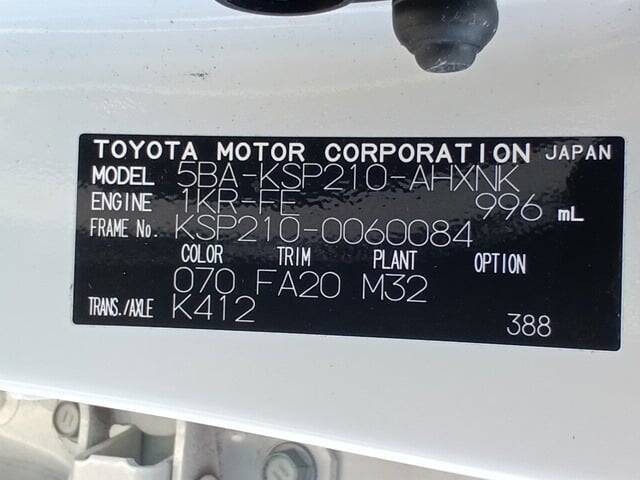 TOYOTA MOTOR CORPORATION JAPAN
MODEL 5BA-KSP210-AHXNK
ENGINE 1KR-FE 996 mL
FRAME No. KSP210-0060084
COLOR TRIM PLANT OPTION
070 FA20 M32
TRANS./AXLE K412
388